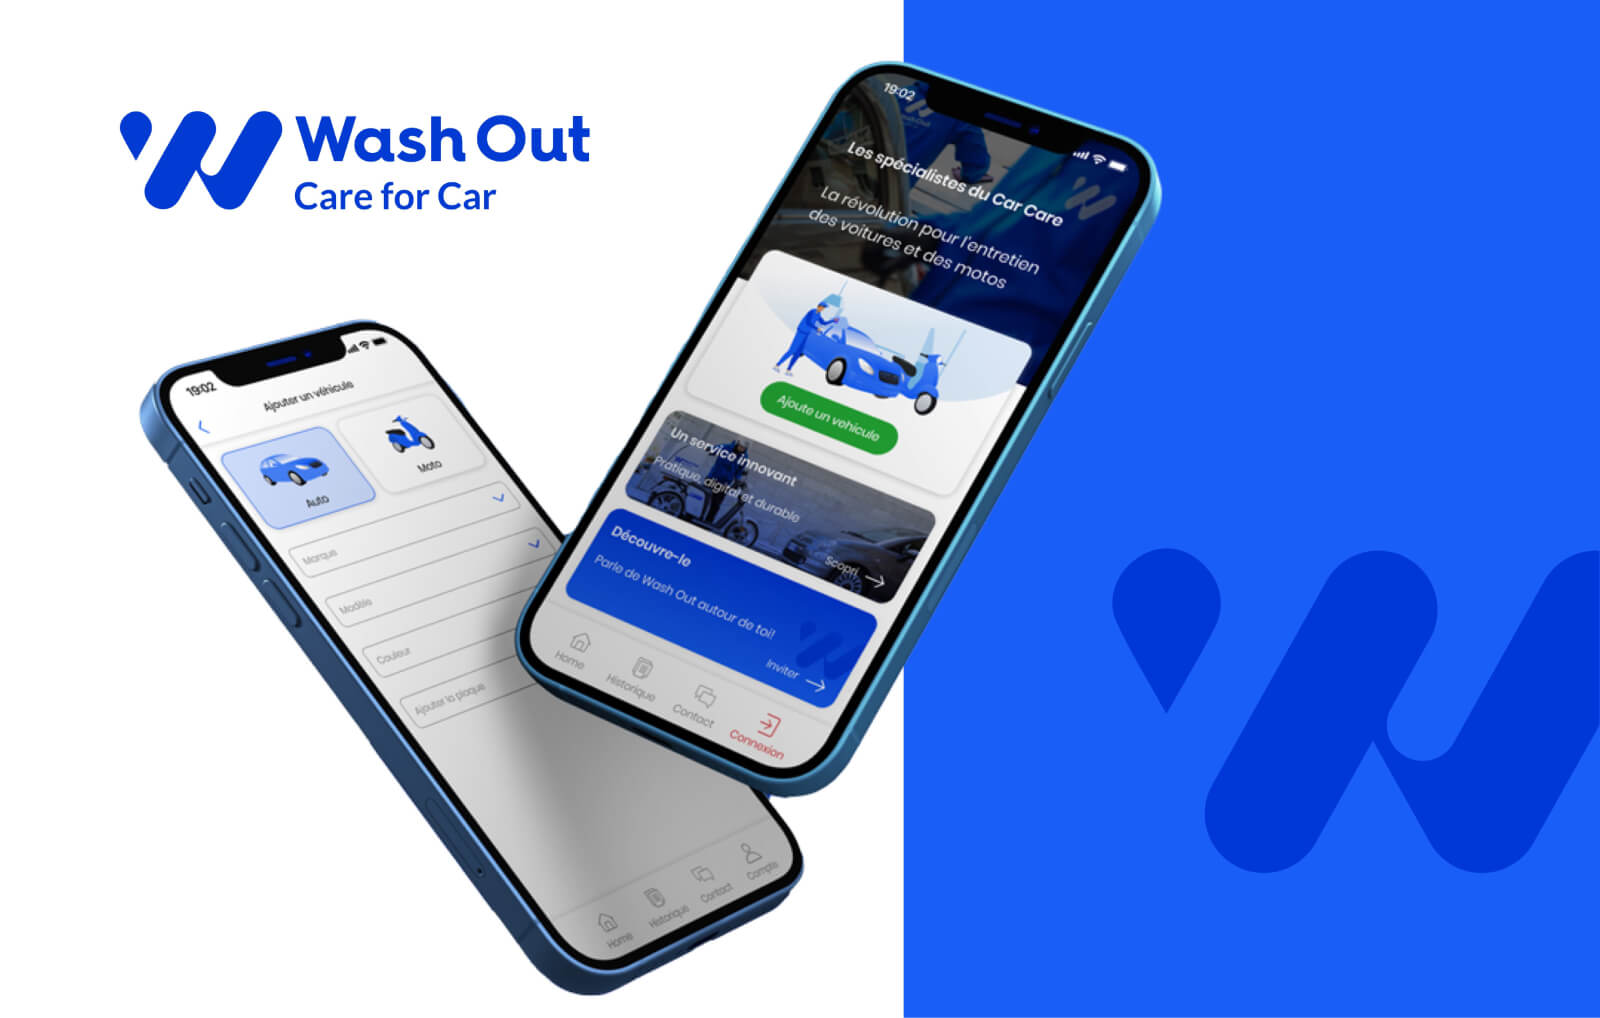 Wash Out
Care for Car
19:02
Ajouter un véhicule
Auto
Moto
Marque
Modèle
Couleur
Ajouter la plaque
Home
Historique
Contact
Compte
19:02
Les spécialistes du Car Care
La révolution pour l'entretien
des voitures et des motos
Ajoute un vehicule
Un service innovant
Pratique, digital et durable
Scopri
Découvre-le
Parle de Wash Out autour de toi!
Inviter
Home
Historique
Contact
Connexion